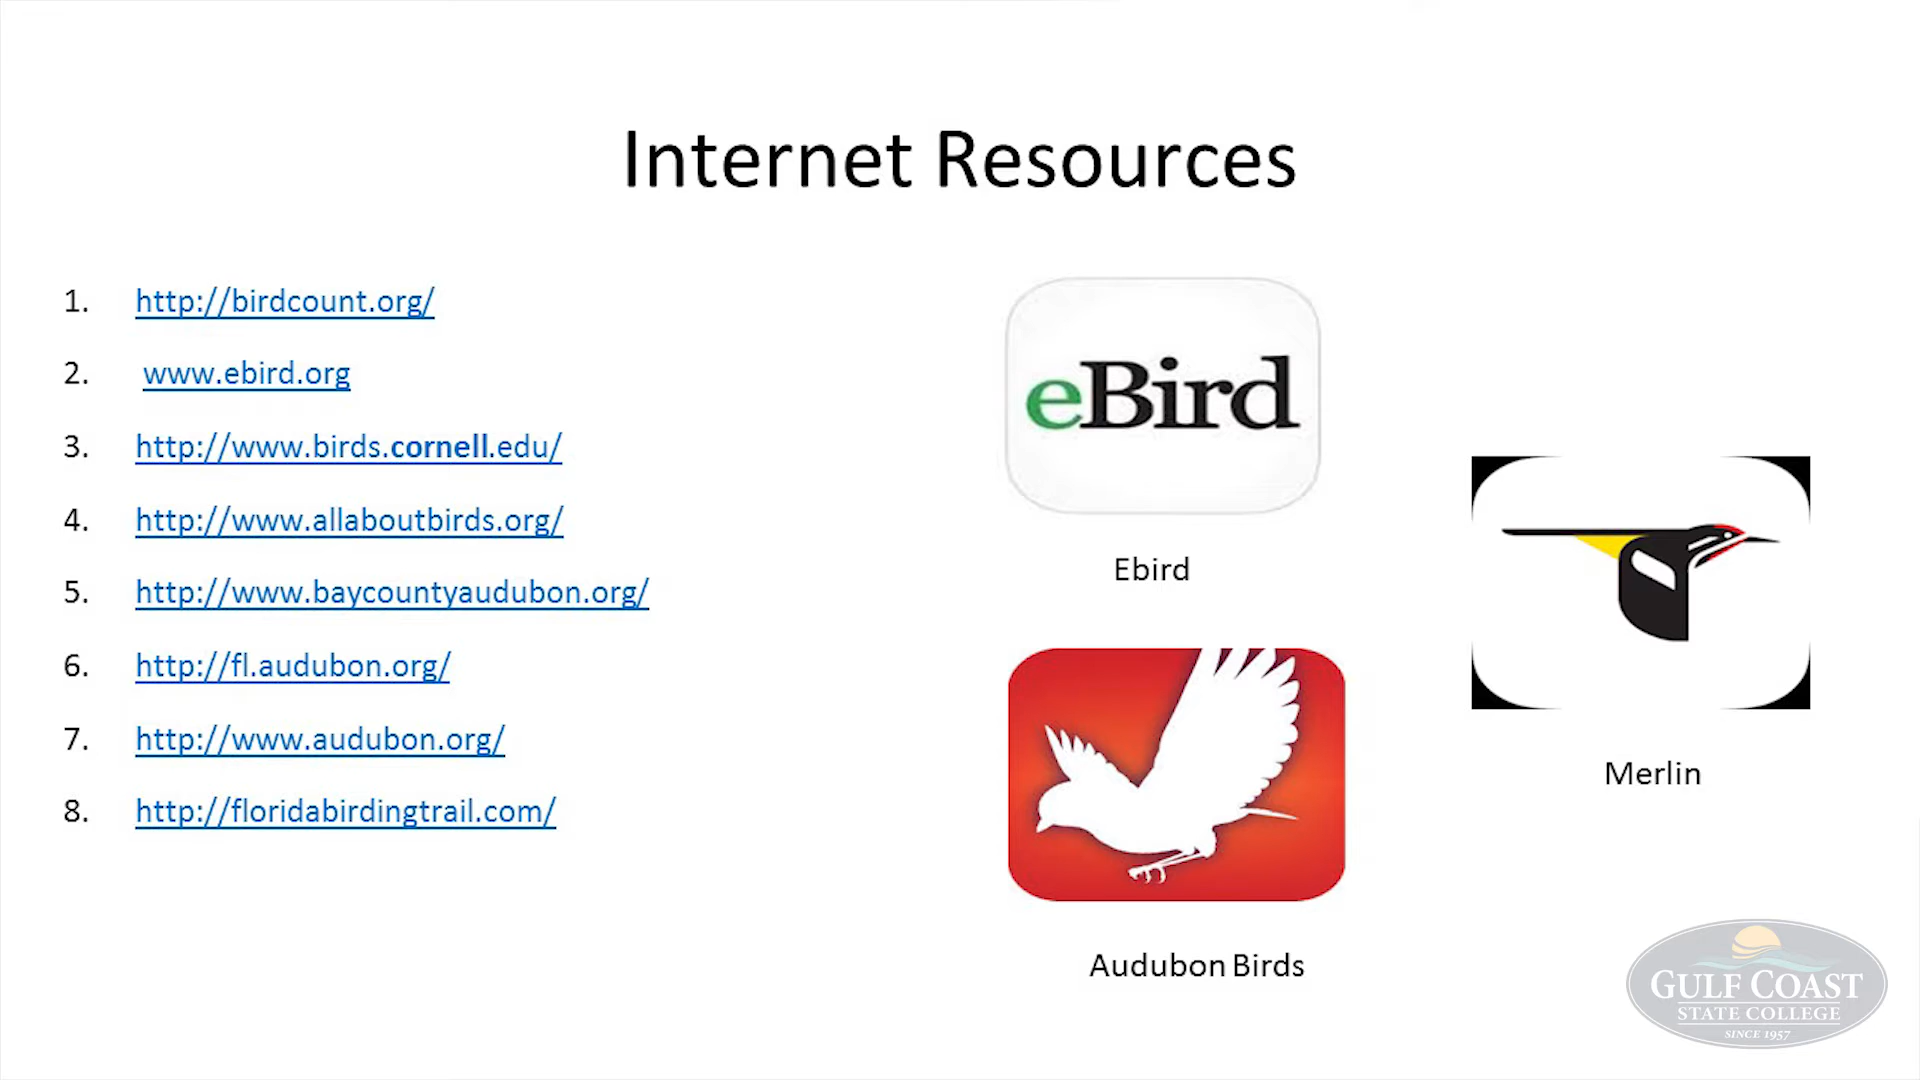 Internet Resources
1. http://birdcount.org/
2. www.ebird.org
3. http://www.birds.cornell.edu/
4. http://www.allaboutbirds.org/
5. http://www.baycountyaudubon.org/
6. http://fl.audubon.org/
7. http://www.audubon.org/
8. http://floridabirdingtrail.com/
eBird
Ebird
Merlin
Audubon Birds
GULF COAST
STATE COLLEGE
SINCE 1957